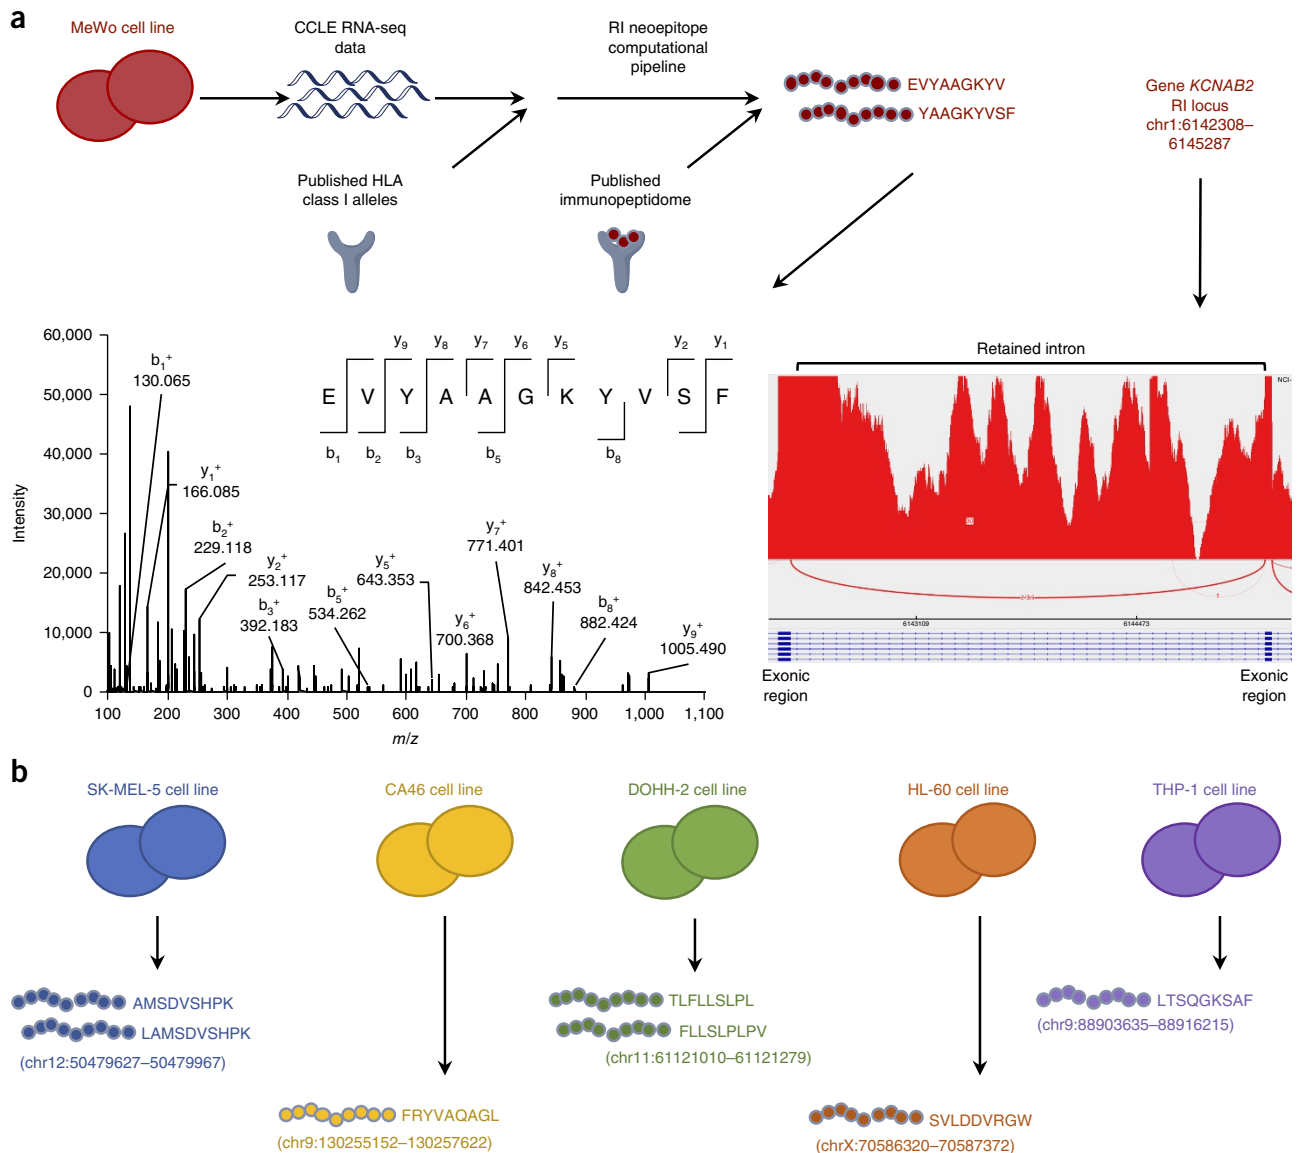 a
MeWo cell line
CCLE RNA-seq
data
RI neoepitope
computational
pipeline
EVYAAGKYV
YAAGKYVSF
Gene KCNAB2
RI locus
chr1:6142308–
6145287
Published HLA
class I alleles
Published
immunopeptidome
60,000
50,000
40,000
30,000
20,000
10,000
0
Intensity
100 200 300 400 500 600 700 800 900 1,000 1,100
m/z
b1+
130.065
y1+
166.085
b2+
229.118
y2+
253.117
b3+
392.183
b5+
534.262
y5+
643.353
y6+
700.368
y7+
771.401
y8+
842.453
b8+
882.424
y9+
1005.490
y9 y8 y7 y6 y5 y2 y1
E V Y A A G K Y V S F
b1 b2 b3 b5 b8
Retained intron
NCI-
1
6143109 6144473
Exonic
region
Exonic
region
b
SK-MEL-5 cell line
CA46 cell line
DOHH-2 cell line
HL-60 cell line
THP-1 cell line
AMSDVSHPK
LAMSDVSHPK
(chr12:50479627–50479967)
FRYVAQAGL
(chr9:130255152–130257622)
TLFLLSLPL
FLLSLPLPV
(chr11:61121010–61121279)
SVLDDVRGW
(chrX:70586320–70587372)
LTSQGKSAF
(chr9:88903635–88916215)